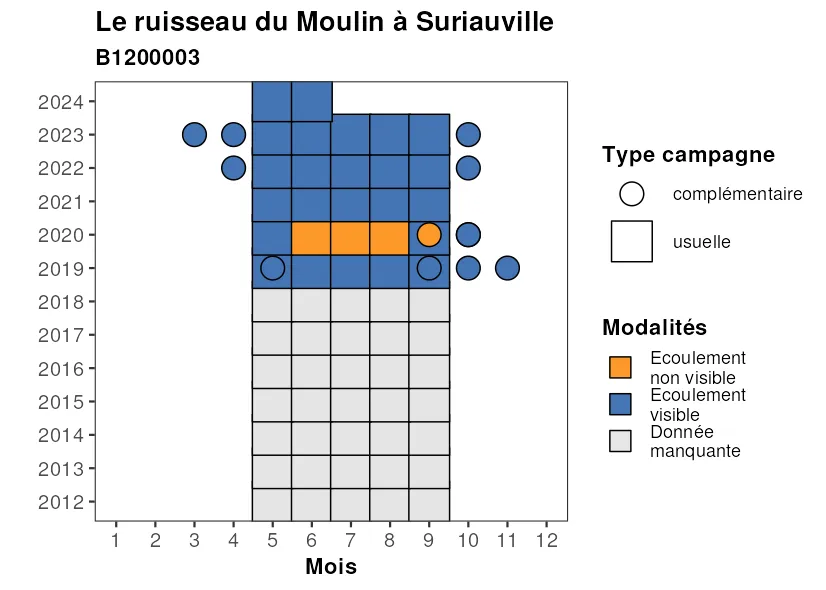 Le ruisseau du Moulin à Suriauville
B1200003
2024
2023
2022
2021
2020
2019
2018
2017
2016
2015
2014
2013
2012
1 2 3 4 5 6 7 8 9 10 11 12
Mois
Type campagne
complémentaire
usuelle
Modalités
Ecoulement
non visible
Ecoulement
visible
Donnée
manquante